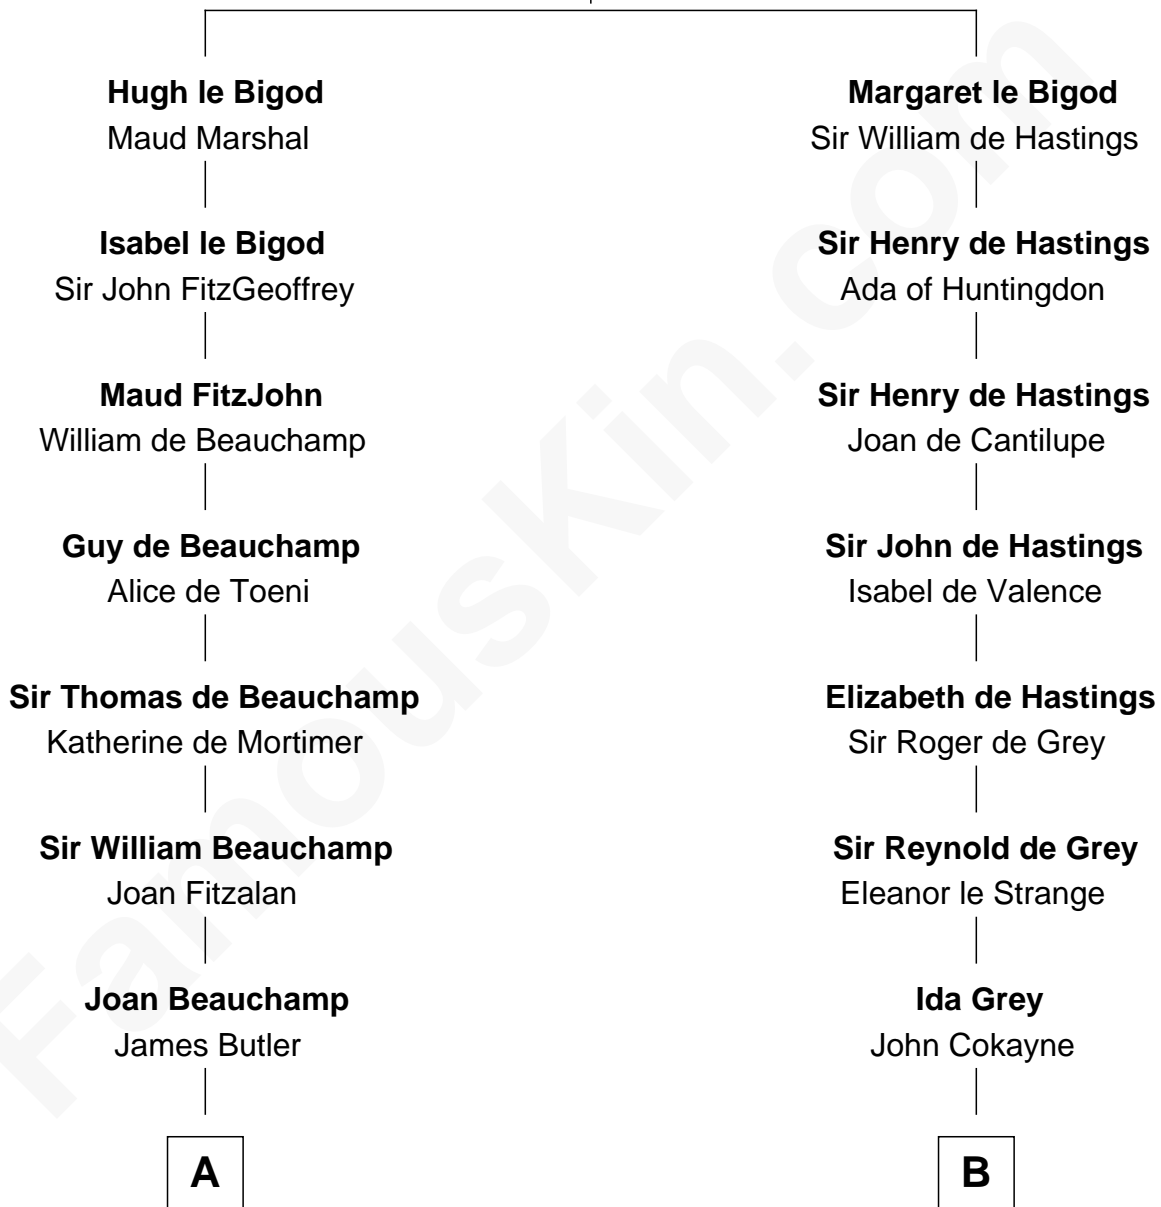 Hugh le Bigod
Maud Marshal
Isabel le Bigod
Sir John FitzGeoffrey
Maud FitzJohn
William de Beauchamp
Guy de Beauchamp
Alice de Toeni
Sir Thomas de Beauchamp
Katherine de Mortimer
Sir William Beauchamp
Joan Fitzalan
Joan Beauchamp
James Butler
A
Margaret le Bigod
Sir William de Hastings
Sir Henry de Hastings
Ada of Huntingdon
Sir Henry de Hastings
Joan de Cantilupe
Sir John de Hastings
Isabel de Valence
Elizabeth de Hastings
Sir Roger de Grey
Sir Reynold de Grey
Eleanor le Strange
Ida Grey
John Cokayne
B
FamousKin.com